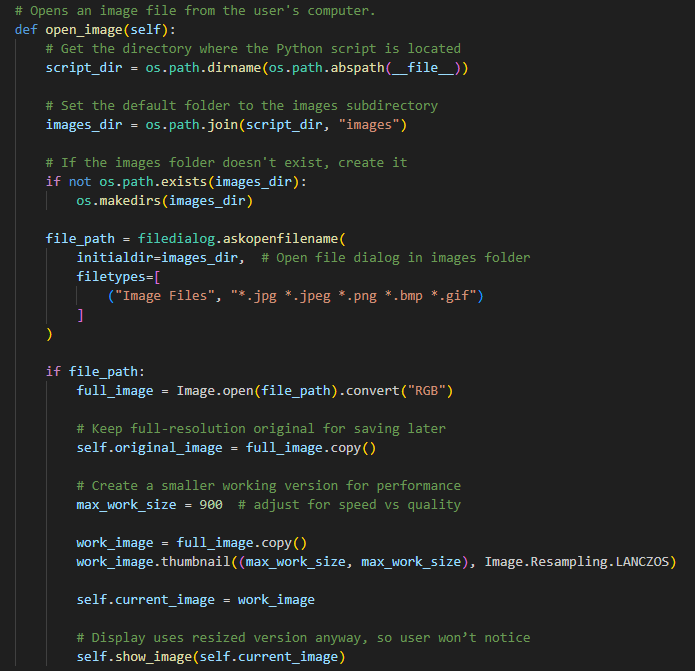 # Opens an image file from the user's computer.
def open_image(self):
    # Get the directory where the Python script is located
    script_dir = os.path.dirname(os.path.abspath(__file__))

    # Set the default folder to the images subdirectory
    images_dir = os.path.join(script_dir, "images")

    # If the images folder doesn't exist, create it
    if not os.path.exists(images_dir):
        os.makedirs(images_dir)

    file_path = filedialog.askopenfilename(
        initialdir=images_dir,  # Open file dialog in images folder
        filetypes=[
            ("Image Files", "*.jpg *.jpeg *.png *.bmp *.gif")
        ]
    )

    if file_path:
        full_image = Image.open(file_path).convert("RGB")

        # Keep full-resolution original for saving later
        self.original_image = full_image.copy()

        # Create a smaller working version for performance
        max_work_size = 900  # adjust for speed vs quality

        work_image = full_image.copy()
        work_image.thumbnail((max_work_size, max_work_size), Image.Resampling.LANCZOS)

        self.current_image = work_image

        # Display uses resized version anyway, so user won’t notice
        self.show_image(self.current_image)